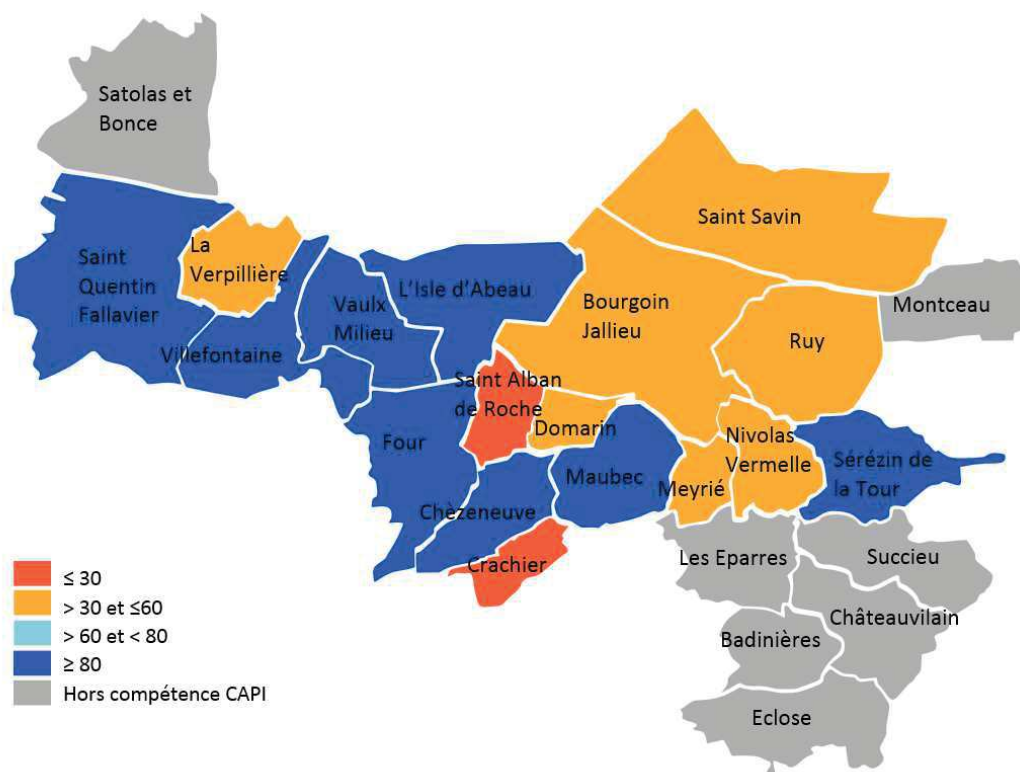 Satolas et
Bonce
Saint Savin
La
Verpillière
Saint
Quentin
Fallavier
L'Isle d'Abeau
Vaulx
Milieu
Bourgoin
Jallieu
Montceau
Ruy
Villefontaine
Saint Alban
de Roche
Domarin
Four
Nivolas
Vermelle
Maubec
Meyrié
Sérézin de
la Tour
Chèzeneuve
Crachier
Les Eparres
Succieu
Châteauvilain
Badinières
Eclose
≤ 30
> 30 et ≤60
> 60 et < 80
≥ 80
Hors compétence CAPI